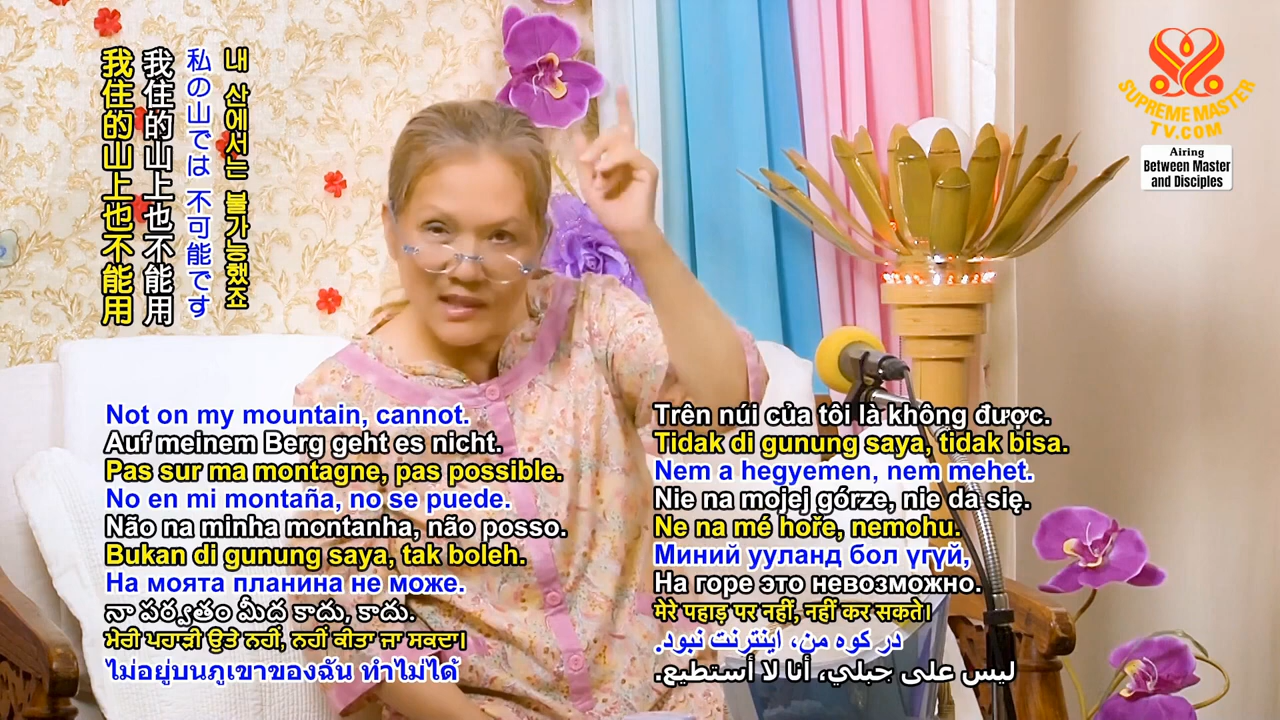 我住的山上也不能用
我住的山上也不能用
私の山では 不可能です
내 산에서는 불가능했죠
SUPREME MASTER
TV.COM
Airing
Between Master
and Disciples
Not on my mountain, cannot.
Auf meinem Berg geht es nicht.
Pas sur ma montagne, pas possible.
No en mi montaña, no se puede.
Não na minha montanha, não posso.
Bukan di gunung saya, tak boleh.
На моята планина не може.
నా పర్వతం మీద కాదు, కాదు.
ਮੇਰੀ ਪਹਾੜੀ ਉਤੇ ਨਹੀਂ, ਨਹੀਂ ਕੀਤਾ ਜਾ ਸਕਦਾ।
ไม่อยู่บนภูเขาของฉัน ทำไม่ได้
Trên núi của tôi là không được.
Tidak di gunung saya, tidak bisa.
Nem a hegyemen, nem mehet.
Nie na mojej górze, nie da się.
Ne na mé hoře, nemohu.
Миний ууланд бол үгүй,
На горе это невозможно.
मेरे पहाड़ पर नहीं, नहीं कर सकते।
در کوه من، اینترنت نبود.
ليس على جبلي، أنا لا أستطيع.